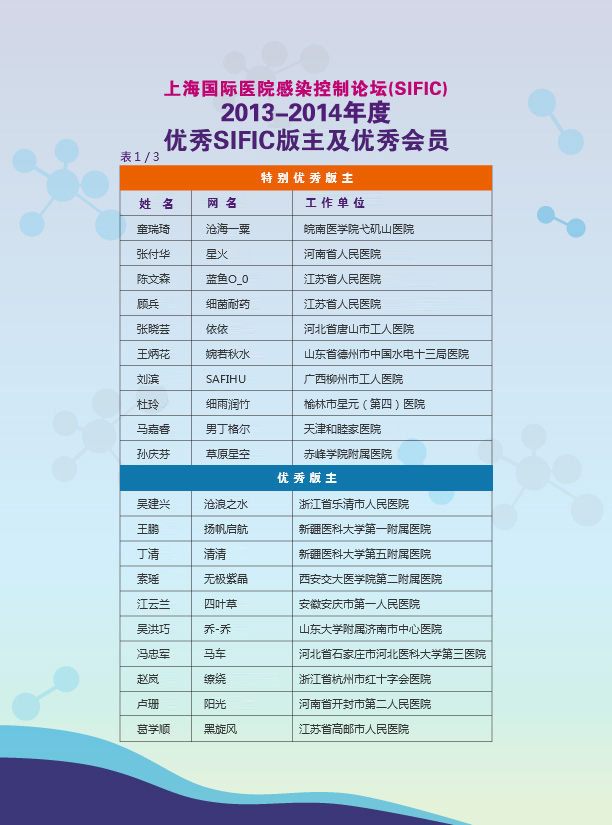 上海国际医院感染控制论坛(SIFIC)
2013-2014年度
优秀SIFIC版主及优秀会员
表1/3
特别优秀版主
姓 名 网 名 工作单位
童瑞琦 沧海一粟 皖南医学院弋矶山医院
张付华 星火 河南省人民医院
陈文森 蓝鱼O_0 江苏省人民医院
顾兵 细菌耐药 江苏省人民医院
张晓芸 依依 河北省唐山市工人医院
王炳花 婉若秋水 山东省德州市中国水电十三局医院
刘滨 SAFIHU 广西柳州市工人医院
杜玲 细雨润竹 榆林市星元（第四）医院
马嘉睿 男丁格尔 天津和睦家医院
孙庆芬 草原星空 赤峰学院附属医院
优秀版主
吴建兴 沧浪之水 浙江省乐清市人民医院
王鹏 扬帆启航 新疆医科大学第一附属医院
丁清 清清 新疆医科大学第五附属医院
索瑶 无极紫晶 西安交大医学院第二附属医院
江云兰 四叶草 安徽安庆市第一人民医院
吴洪巧 乔-乔 山东大学附属济南市中心医院
冯忠军 马车 河北省石家庄市河北医科大学第三医院
赵岚 缭绕 浙江省杭州市红十字会医院
卢珊 阳光 河南省开封市第二人民医院
葛学顺 黑旋风 江苏省高邮市人民医院